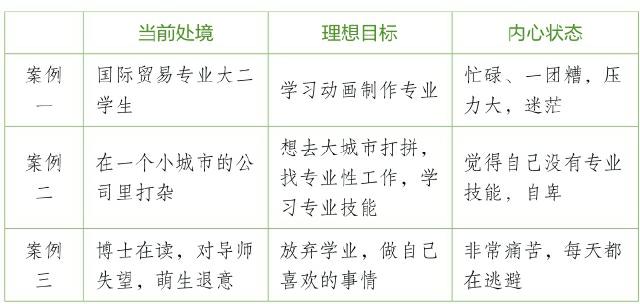 当前处境 理想目标 内心状态
案例一 国际贸易专业大二学生 学习动画制作专业 忙碌、一团糟，压力大，迷茫
案例二 在一个小城市的公司里打杂 想去大城市打拼，找专业性工作，学习专业技能 觉得自己没有专业技能，自卑
案例三 博士在读，对导师失望，萌生退意 放弃学业，做自己喜欢的事情 非常痛苦，每天都在逃避